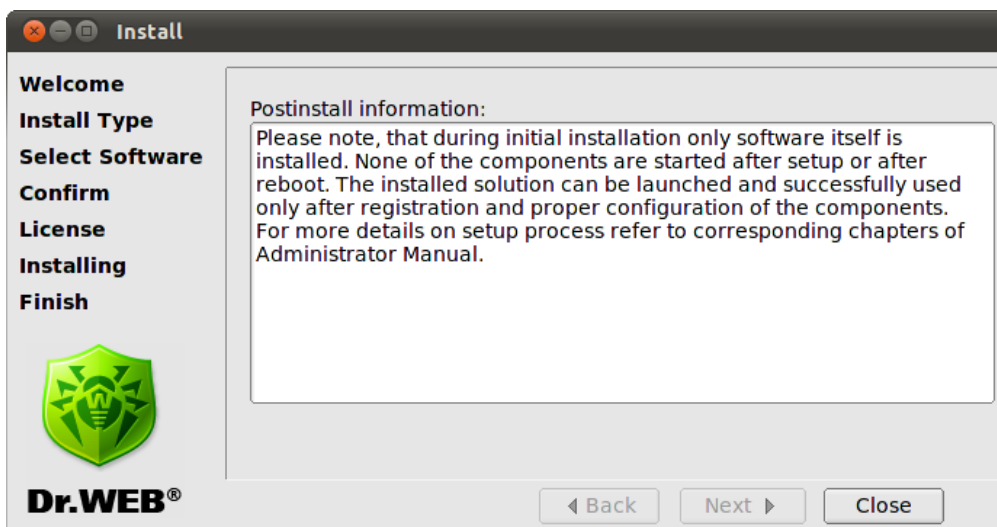 Install
Welcome
Install Type
Select Software
Confirm
License
Installing
Finish
Dr.WEB®
Postinstall information:
Please note, that during initial installation only software itself is
installed. None of the components are started after setup or after
reboot. The installed solution can be launched and successfully used
only after registration and proper configuration of the components.
For more details on setup process refer to corresponding chapters of
Administrator Manual.
Back
Next
Close